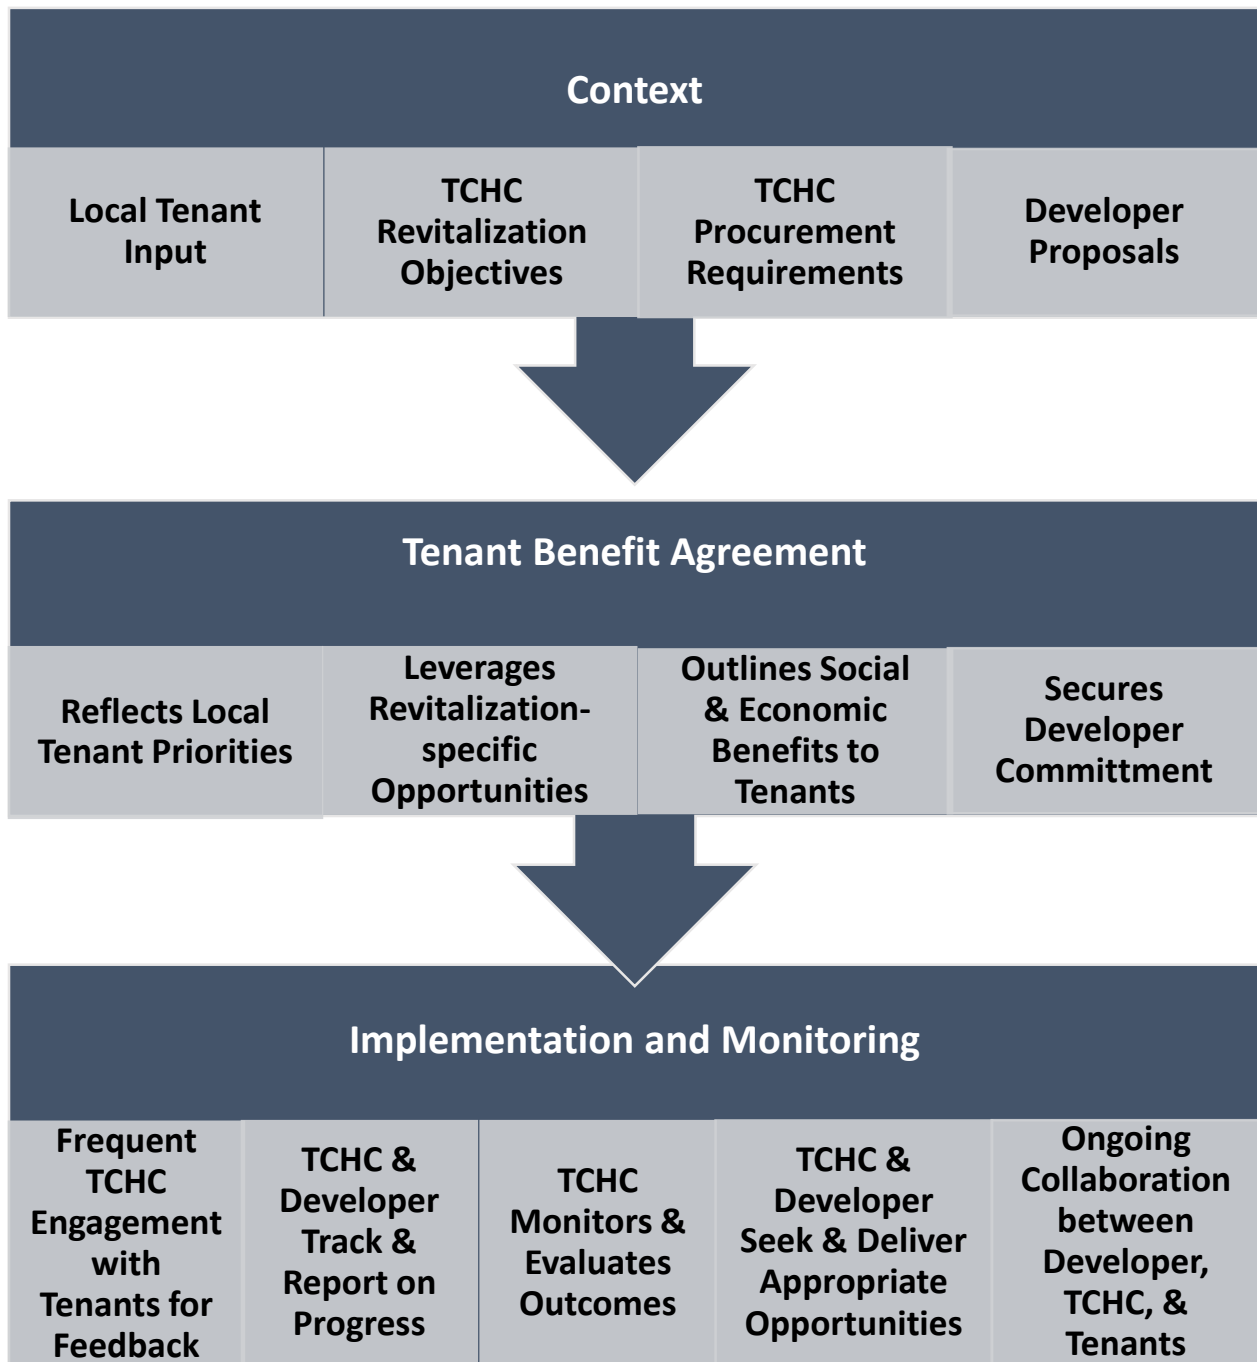 Context
Local Tenant
Input
TCHC
Revitalization
Objectives
TCHC
Procurement
Requirements
Developer
Proposals
Tenant Benefit Agreement
Reflects Local
Tenant Priorities
Leverages
Revitalization-
specific
Opportunities
Outlines Social
& Economic
Benefits to
Tenants
Secures
Developer
Committment
Implementation and Monitoring
Frequent
TCHC
Engagement
with
Tenants for
Feedback
TCHC &
Developer
Track &
Report on
Progress
TCHC
Monitors &
Evaluates
Outcomes
TCHC &
Developer
Seek & Deliver
Appropriate
Opportunities
Ongoing
Collaboration
between
Developer,
TCHC, &
Tenants